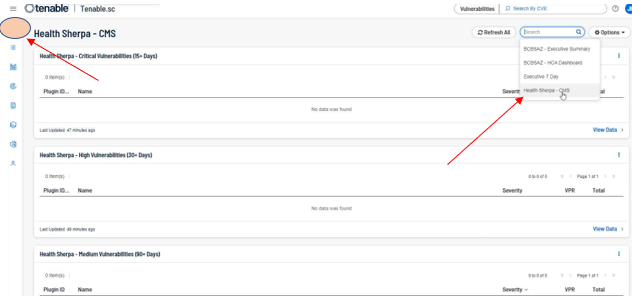 tenable Tenable.sc
Vulnerabilities Search By CVE
Health Sherpa - CMS
Refresh All Search Options
BCBSAZ - Executive Summary
BCBSAZ - HCA Dashboard
Executive 7 Day
Health Sherpa - CMS
Health Sherpa - Critical Vulnerabilities (15+ Days)
0 Item(s)
Plugin ID... Name Severity Total
No data was found
Last Updated: 47 minutes ago View Data
Health Sherpa - High Vulnerabilities (30+ Days)
0 Item(s) 0 to 0 of 0 Page 1 of 1
Plugin ID... Name Severity VPR Total
No data was found
Last Updated: 49 minutes ago View Data
Health Sherpa - Medium Vulnerabilities (90+ Days)
0 Item(s) 0 to 0 of 0 Page 1 of 1
Plugin ID Name Severity VPR Total